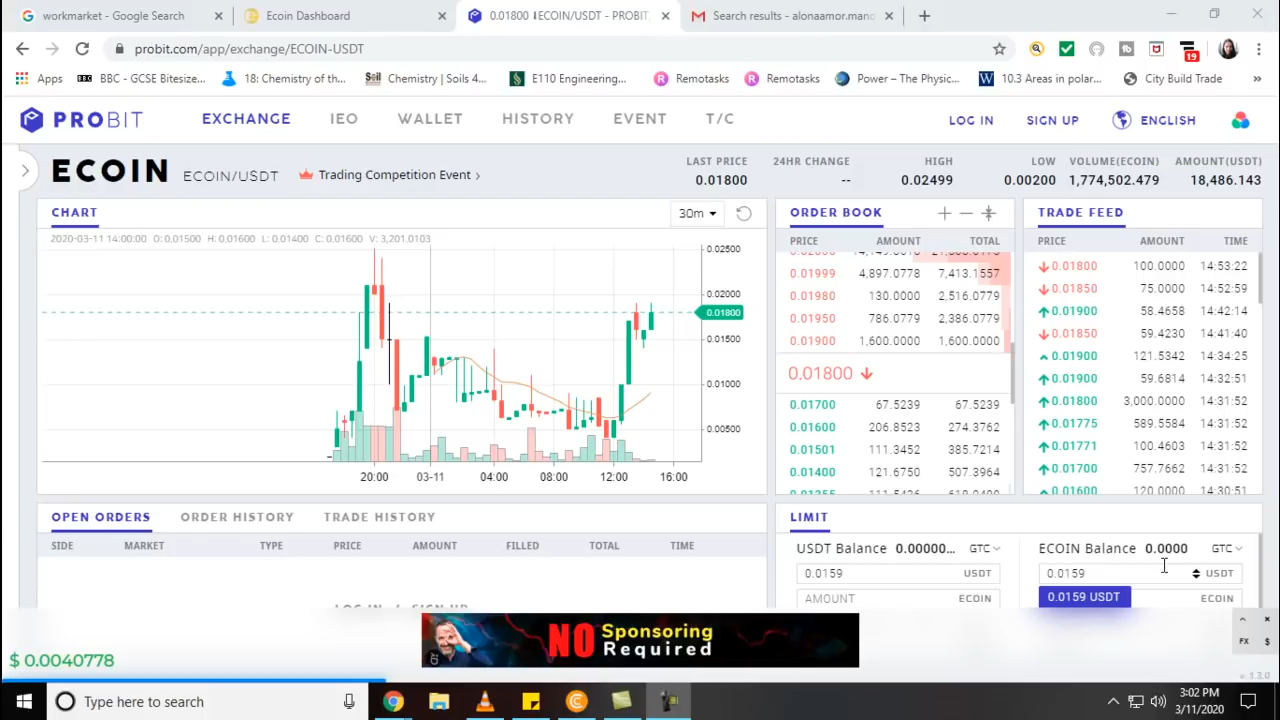 workmarket - Google Search
Ecoin Dashboard
0.01800 ⬇ECOIN/USDT - PROBIT
Search results - alonaamor.mano
probit.com/app/exchange/ECOIN-USDT
19
Apps
BBC - GCSE Bitesize...
18: Chemistry of th...
Chemistry | Soils 4...
E110 Engineering...
Remotasks
Remotasks
Power – The Physic...
10.3 Areas in polar...
City Build Trade
»
PROBIT
EXCHANGE
IEO
WALLET
HISTORY
EVENT
T/C
LOG IN
SIGN UP
ENGLISH
ECOIN ECOIN/USDT
Trading Competition Event ›
LAST PRICE 24HR CHANGE HIGH LOW VOLUME(ECOIN) AMOUNT(USDT)
0.01800 -- 0.02499 0.00200 1,774,502.479 18,486.143
CHART
30m
2020-03-11 14:00:00 O: 0.01500 H: 0.01600 L: 0.01400 C: 0.01600 V: 3,201.0103
0.02500
0.02000
0.01800
0.01500
0.01000
0.00500
20:00 03-11 04:00 08:00 12:00 16:00
ORDER BOOK
PRICE AMOUNT TOTAL
0.01999 4,897.0778 7,413.1557
0.01980 130.0000 2,516.0779
0.01950 786.0779 2,386.0779
0.01900 1,600.0000 1,600.0000
0.01800
0.01700 67.5239 67.5239
0.01600 206.8523 274.3762
0.01501 111.3452 385.7214
0.01400 121.6750 507.3964
TRADE FEED
PRICE AMOUNT TIME
0.01800 100.0000 14:53:22
0.01850 75.0000 14:52:59
0.01900 58.4658 14:42:14
0.01850 59.4230 14:41:40
0.01900 121.5342 14:34:25
0.01900 59.6814 14:32:51
0.01800 3,000.0000 14:31:52
0.01775 589.5584 14:31:52
0.01771 100.4603 14:31:52
0.01700 757.7662 14:31:52
0.01600 120.0000 14:30:51
OPEN ORDERS
ORDER HISTORY
TRADE HISTORY
SIDE MARKET TYPE PRICE AMOUNT FILLED TOTAL TIME
LIMIT
USDT Balance 0.00000... GTC
0.0159 USDT
AMOUNT ECOIN
ECOIN Balance 0.0000 GTC
0.0159 USDT
0.0159 USDT
ECOIN
NO Sponsoring
Required
FX $
$ 0.0040778
v: 1.3.0
Type here to search
3:02 PM
3/11/2020